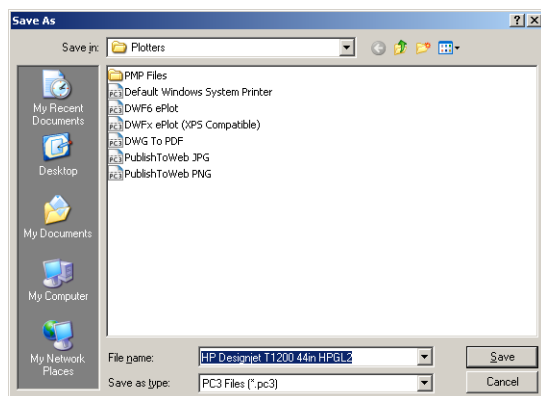 Save As
Save in: Plotters
PMP Files
Default Windows System Printer
DWF6 ePlot
DWFx ePlot (XPS Compatible)
DWG To PDF
PublishToWeb JPG
PublishToWeb PNG
My Recent
Documents
Desktop
My Documents
My Computer
My Network
Places
File name: HP Designjet T1200 44in HPGL2 Save
Save as type: PC3 Files (*.pc3) Cancel